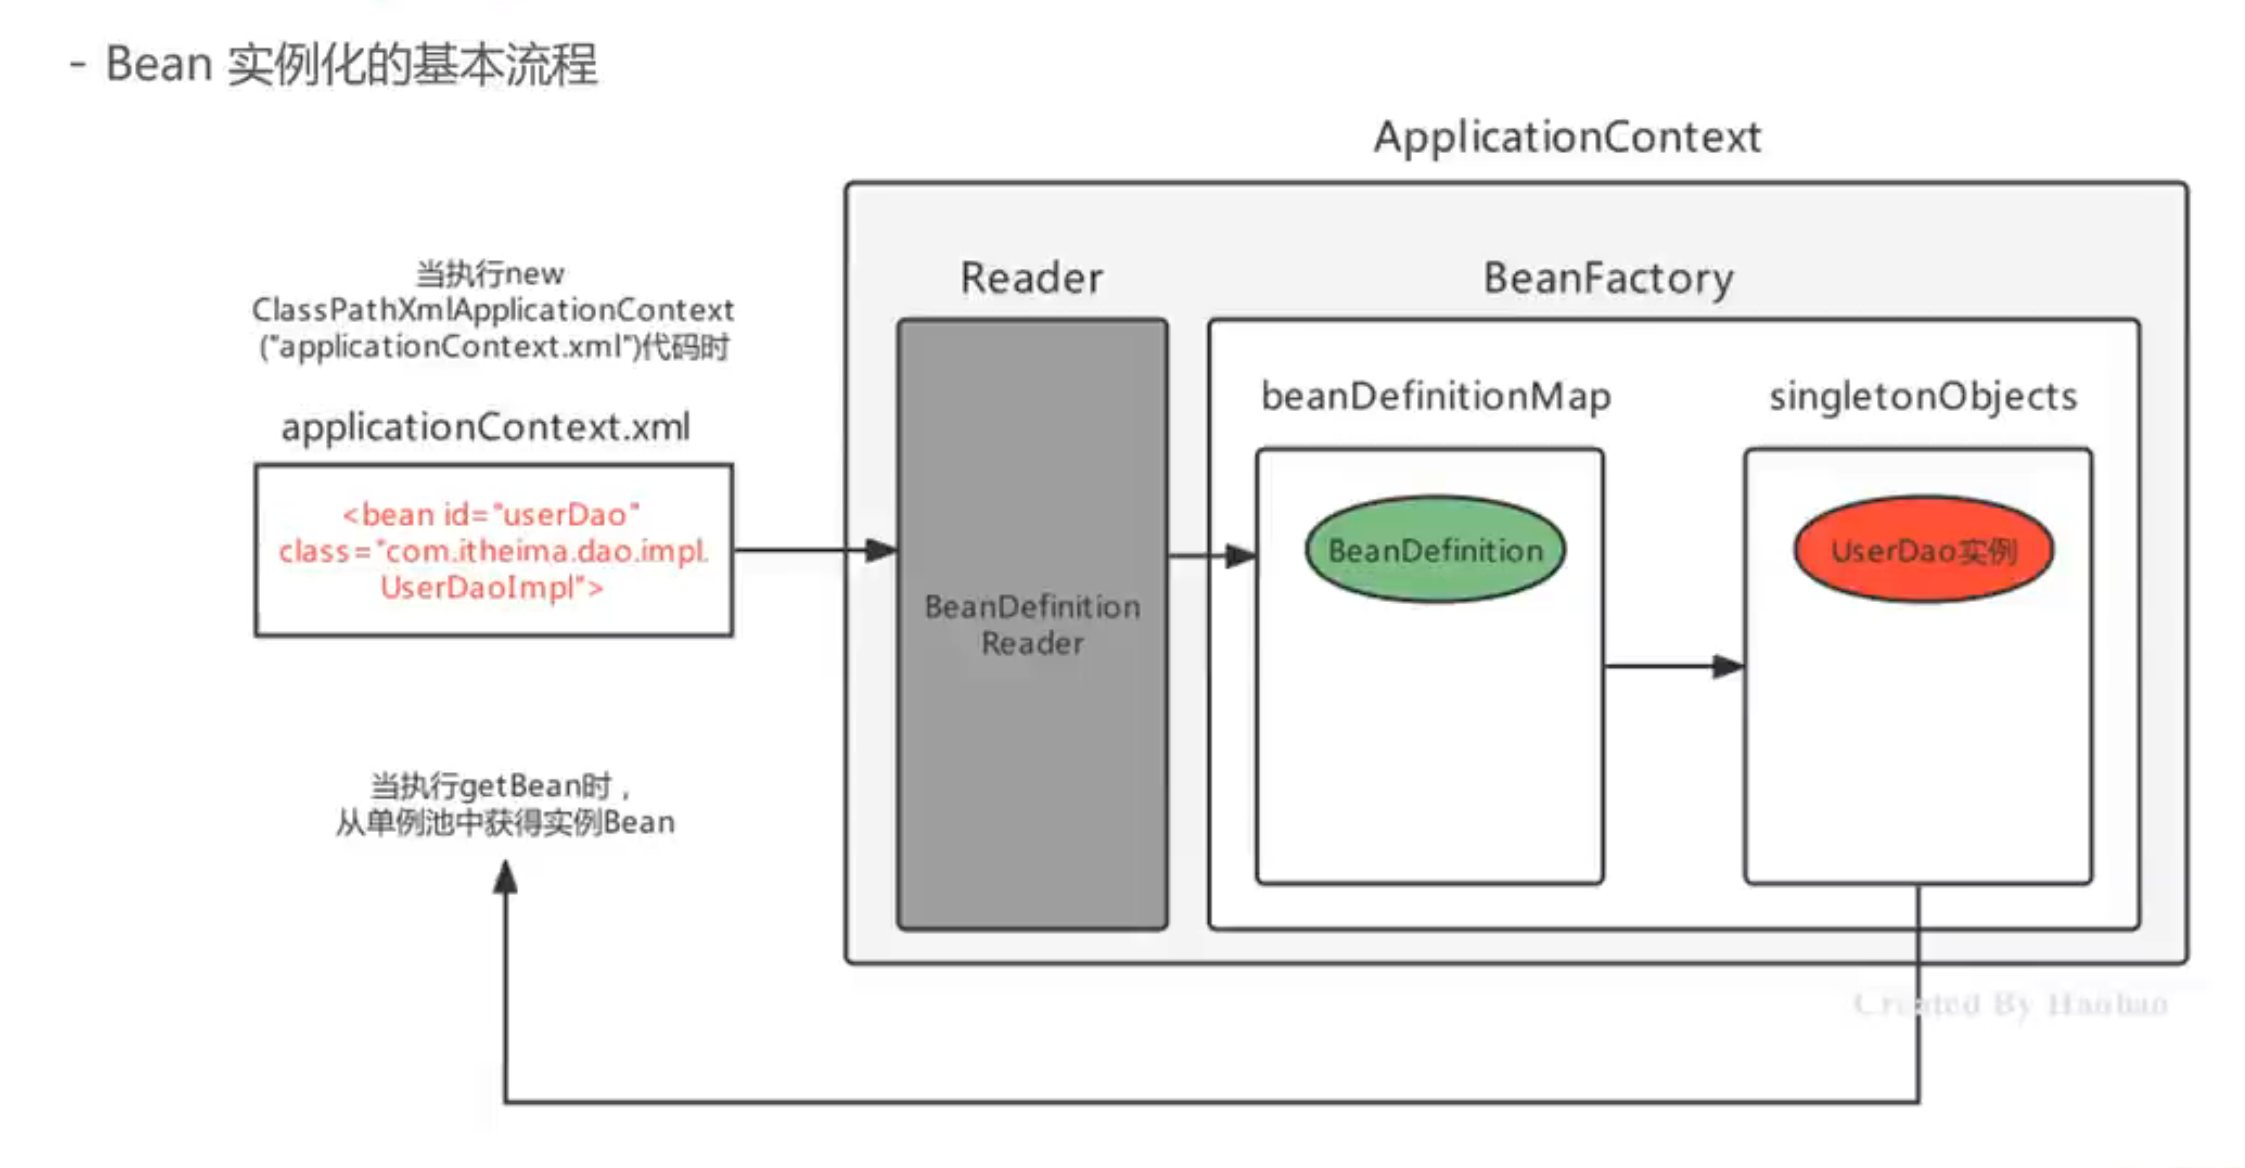 - Bean 实例化的基本流程
ApplicationContext
当执行new
ClassPathXmlApplicationContext
("applicationContext.xml")代码时
Reader
BeanFactory
applicationContext.xml
beanDefinitionMap
singletonObjects
<bean id="userDao"
class="com.itheima.dao.impl.
UserDaoImpl">
BeanDefinition
UserDao实例
BeanDefinition
Reader
当执行getBean时，
从单例池中获得实例Bean
Created By Haohao